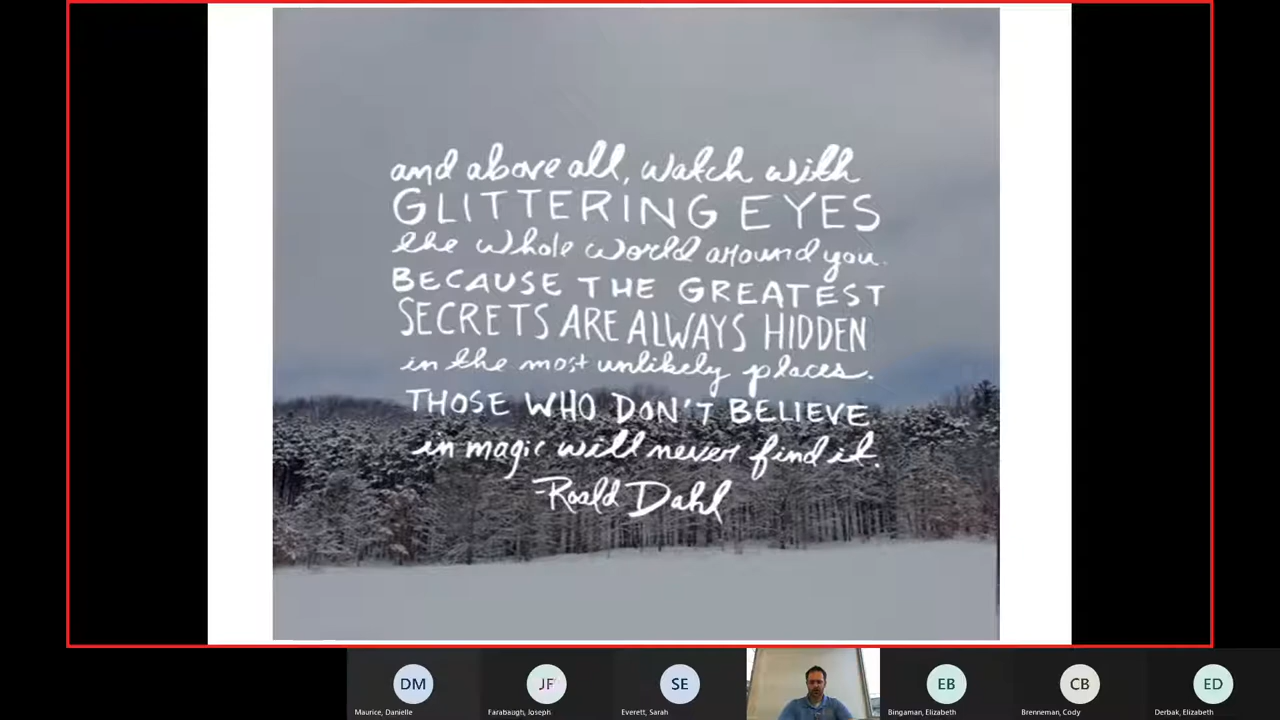 and above all, watch with
GLITTERING EYES
the whole world around you.
BECAUSE THE GREATEST
SECRETS ARE ALWAYS HIDDEN
in the most unlikely places.
THOSE WHO DON'T BELIEVE
in magic will never find it.
-Roald Dahl
DM
JF
SE
EB
CB
ED
Maurice, Danielle
Farabaugh, Joseph
Everett, Sarah
Bingaman, Elizabeth
Brenneman, Cody
Derbak, Elizabeth